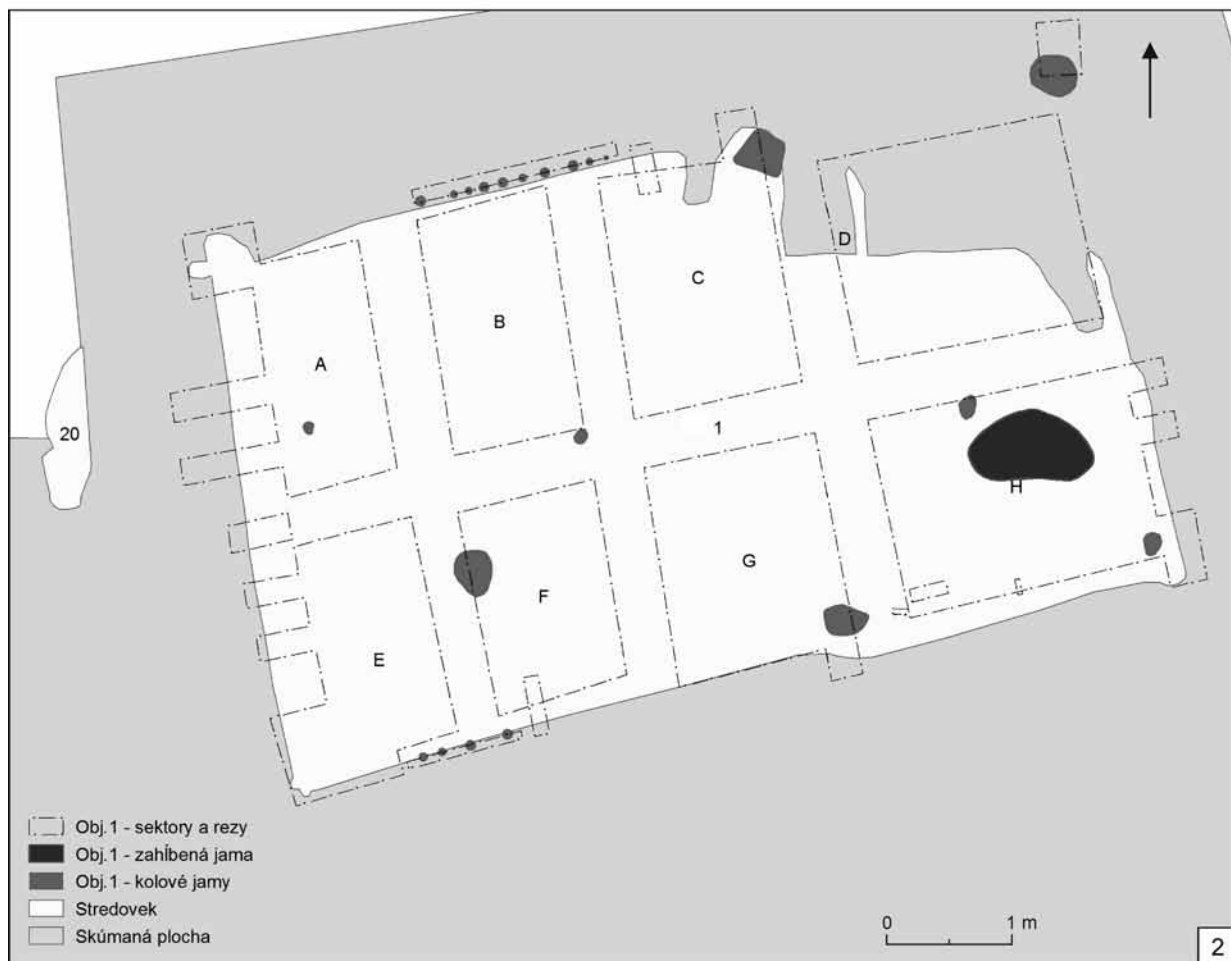 D
C
B
A
20
1
H
G
F
E
Obj.1 - sektory a rezy
Obj.1 - zahĺbená jama
Obj.1 - kolové jamy
Stredovek
Skúmaná plocha
0 1 m
2